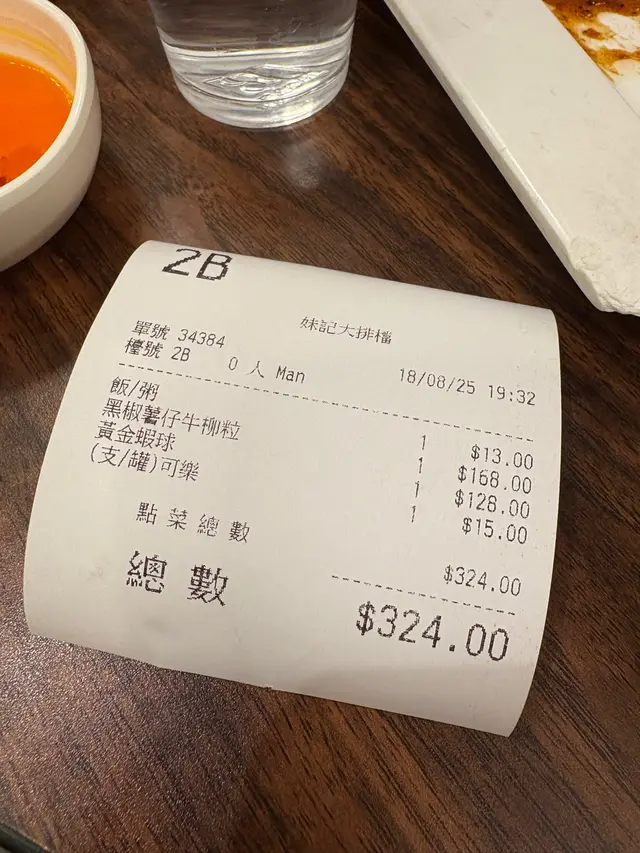 2B
妹記大排檔
單號 34384
檯號 2B 0 人 Man 18/08/25 19:32
飯/粥 1 $13.00
黑椒薯仔牛柳粒 1 $168.00
黃金蝦球 1 $128.00
(支/罐)可樂 1 $15.00
點菜總數 $324.00
總數 $324.00